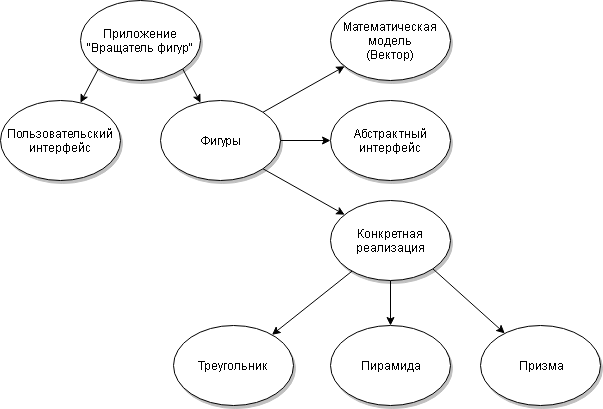 Приложение
"Вращатель фигур"
Математическая
модель
(Вектор)
Пользовательский
интерфейс
Фигуры
Абстрактный
интерфейс
Конкретная
реализация
Треугольник
Пирамида
Призма